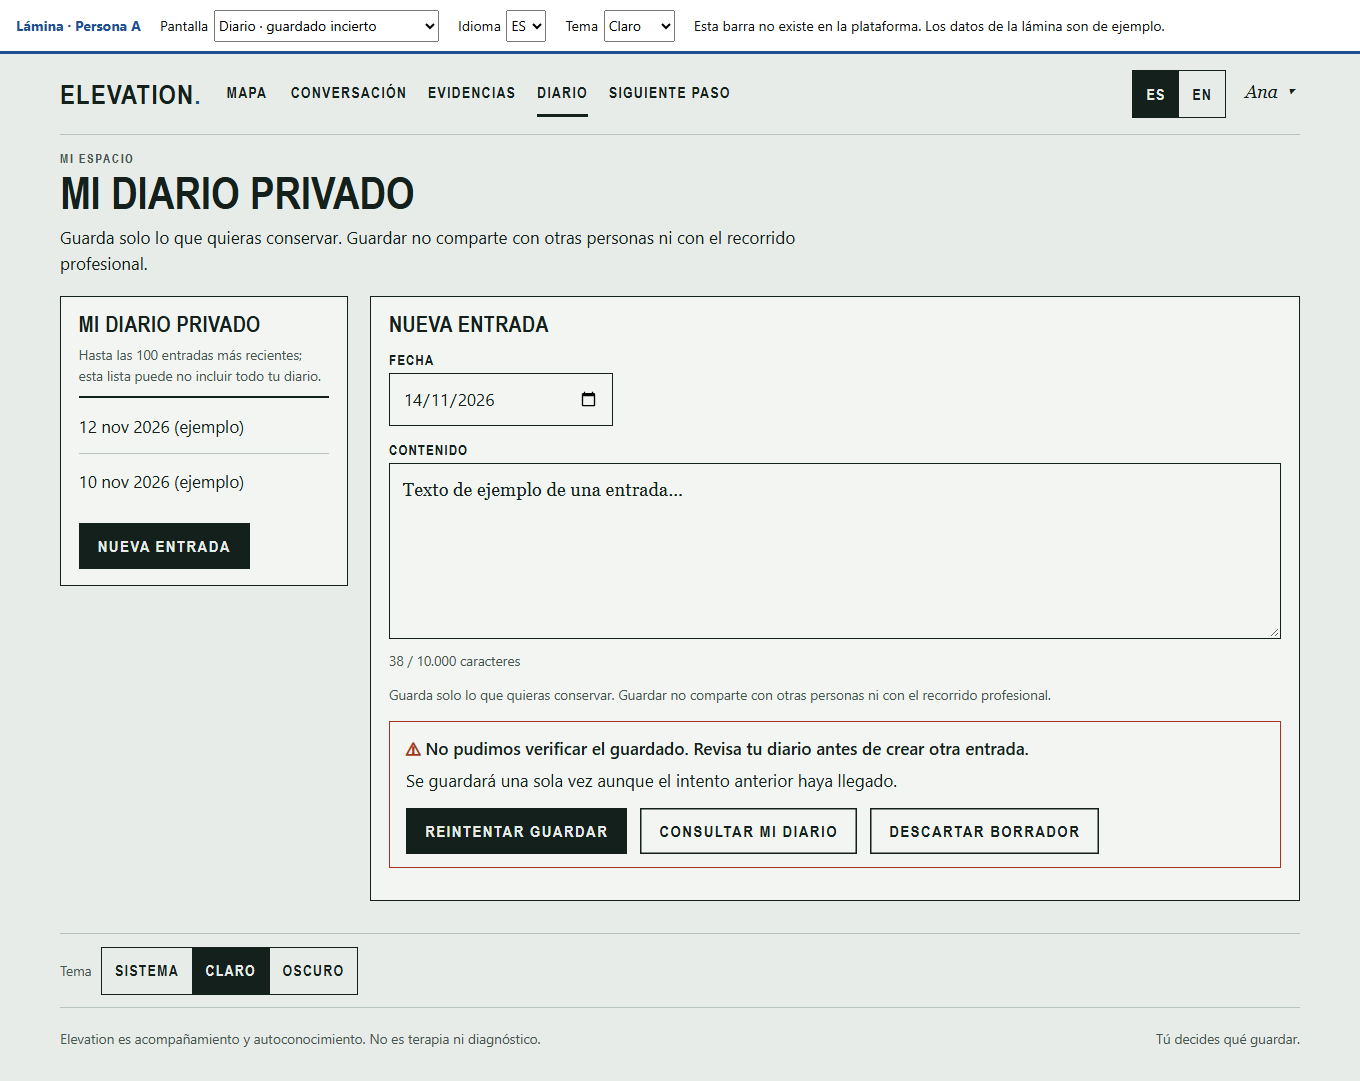 Lámina · Persona A Pantalla Diario · guardado incierto Idioma ES Tema Claro Esta barra no existe en la plataforma. Los datos de la lámina son de ejemplo.
ELEVATION. MAPA CONVERSACIÓN EVIDENCIAS DIARIO SIGUIENTE PASO ES EN Ana
MI ESPACIO
MI DIARIO PRIVADO
Guarda solo lo que quieras conservar. Guardar no comparte con otras personas ni con el recorrido
profesional.
MI DIARIO PRIVADO
Hasta las 100 entradas más recientes;
esta lista puede no incluir todo tu diario.
12 nov 2026 (ejemplo)
10 nov 2026 (ejemplo)
NUEVA ENTRADA
NUEVA ENTRADA
FECHA
14/11/2026
CONTENIDO
Texto de ejemplo de una entrada...
38 / 10.000 caracteres
Guarda solo lo que quieras conservar. Guardar no comparte con otras personas ni con el recorrido profesional.
⚠ No pudimos verificar el guardado. Revisa tu diario antes de crear otra entrada.
Se guardará una sola vez aunque el intento anterior haya llegado.
REINTENTAR GUARDAR CONSULTAR MI DIARIO DESCARTAR BORRADOR
Tema SISTEMA CLARO OSCURO
Elevation es acompañamiento y autoconocimiento. No es terapia ni diagnóstico. Tú decides qué guardar.